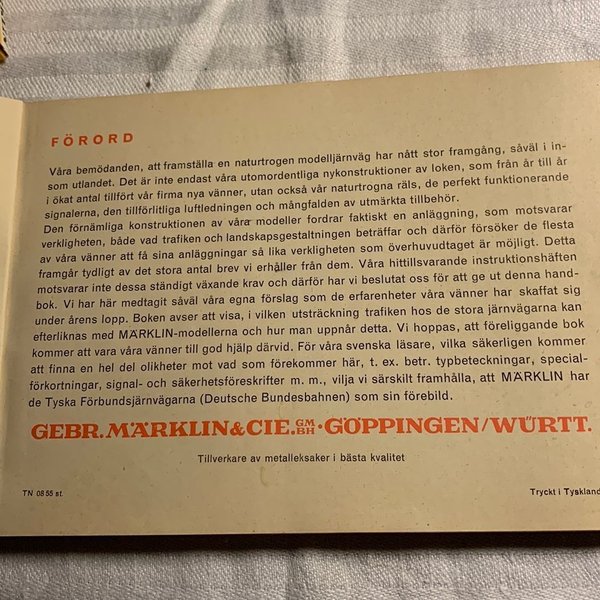 FÖRORD
Våra bemödanden, att framställa en naturtrogen modelljärnväg har nått stor framgång, såväl i in-
som utlandet. Det är inte endast våra utomordentliga nykonstruktioner av loken, som från år till år
i ökat antal tillfört vår firma nya vänner, utan också vår naturtrogna räls, de perfekt funktionerande
signalerna, den tillförlitliga luftledningen och mångfalden av utmärkta tillbehör.
Den förnämliga konstruktionen av våra modeller fordrar faktiskt en anläggning, som motsvarar
verkligheten, både vad trafiken och landskapsgestaltningen beträffar och därför försöker de flesta
av våra vänner att få sina anläggningar så lika verkligheten som överhuvudtaget är möjligt. Detta
framgår tydligt av det stora antal brev vi erhåller från dem. Våra hittillsvarande instruktionshäften
motsvarar inte dessa ständigt växande krav och därför har vi beslutat oss för att ge ut denna hand-
bok. Vi har här medtagit såväl våra egna förslag som de erfarenheter våra vänner har skaffat sig
under årens lopp. Boken avser att visa, i vilken utsträckning trafiken hos de stora järnvägarna kan
efterliknas med MÄRKLIN-modellerna och hur man uppnår detta. Vi hoppas, att föreliggande bok
kommer att vara våra vänner till god hjälp därvid. För våra svenska läsare, vilka säkerligen kommer
att finna en hel del olikheter mot vad som förekommer här, t. ex. betr. typbeteckningar, special-
förkortningar, signal- och säkerhetsföreskrifter m. m., vilja vi särskilt framhålla, att MÄRKLIN har
de Tyska Förbundsjärnvägarna (Deutsche Bundesbahnen) som sin förebild.
GEBR. MÄRKLIN & CIE. GM BH · GÖPPINGEN/WÜRTT.
Tillverkare av metalleksaker i bästa kvalitet
TN 08 55 st.
Tryckt i Tyskland